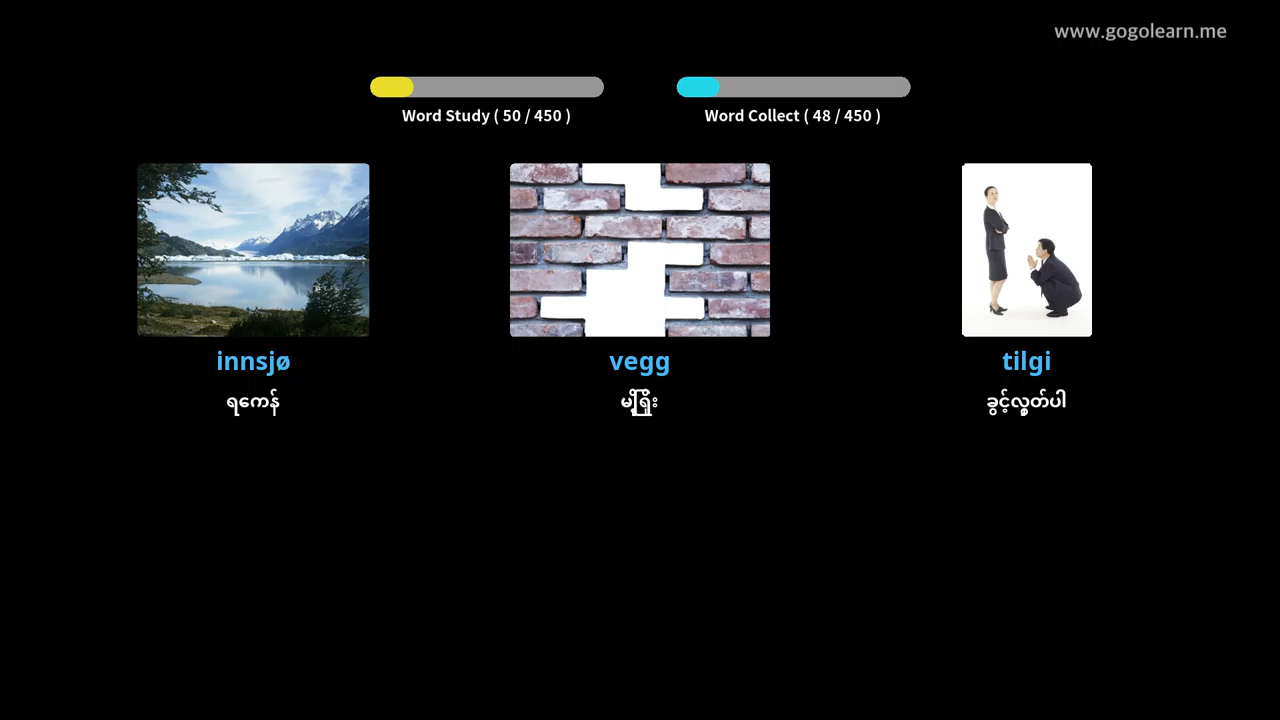 www.gogolearn.me
Word Study ( 50 / 450 )
Word Collect ( 48 / 450 )
innsjø
vegg
tilgi
ရကေန်
မျိုရိုး
ခွင့်လွှတ်ပါ